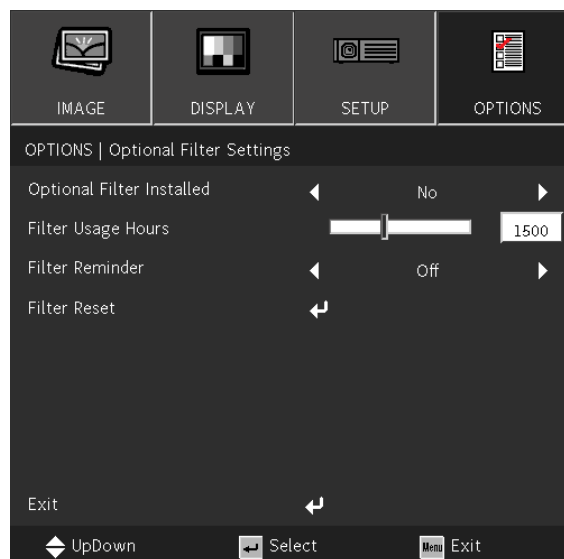 IMAGE DISPLAY SETUP OPTIONS
OPTIONS | Optional Filter Settings
Optional Filter Installed No
Filter Usage Hours 1500
Filter Reminder Off
Filter Reset
Exit
UpDown Select Menu Exit